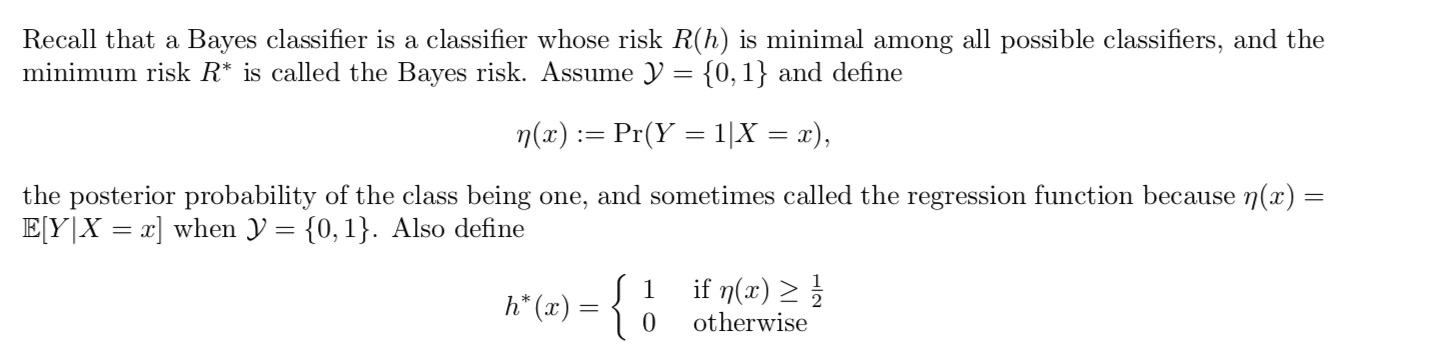 Recall that a Bayes classifier is a classifier whose risk R(h) is minimal among all possible classifiers, and the
minimum risk R* is called the Bayes risk. Assume 𝒴 = {0, 1} and define
η(x) := Pr(Y = 1|X = x),
the posterior probability of the class being one, and sometimes called the regression function because η(x) =
𝔼[Y|X = x] when 𝒴 = {0, 1}. Also define
h*(x) = { 1 if η(x) ≥ 1/2
0 otherwise